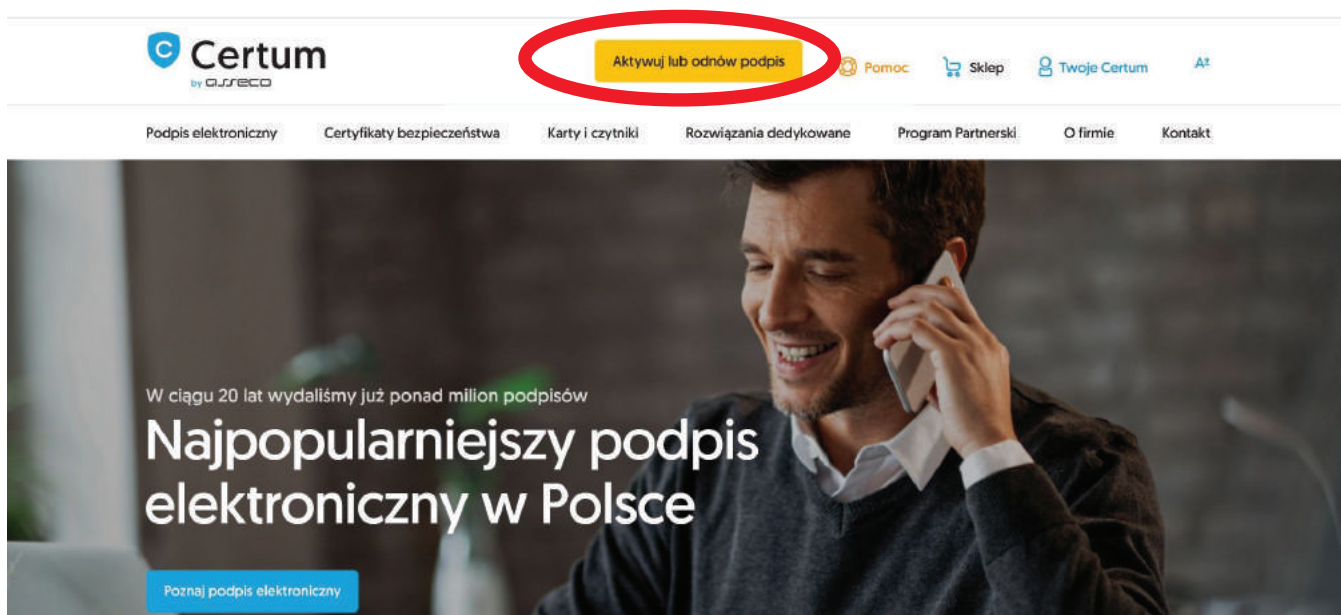 Certum
by asseco
Aktywuj lub odnów podpis
Pomoc
Sklep
Twoje Certum
A±
Podpis elektroniczny
Certyfikaty bezpieczeństwa
Karty i czytniki
Rozwiązania dedykowane
Program Partnerski
O firmie
Kontakt
W ciągu 20 lat wydaliśmy już ponad milion podpisów
Najpopularniejszy podpis
elektroniczny w Polsce
Poznaj podpis elektroniczny